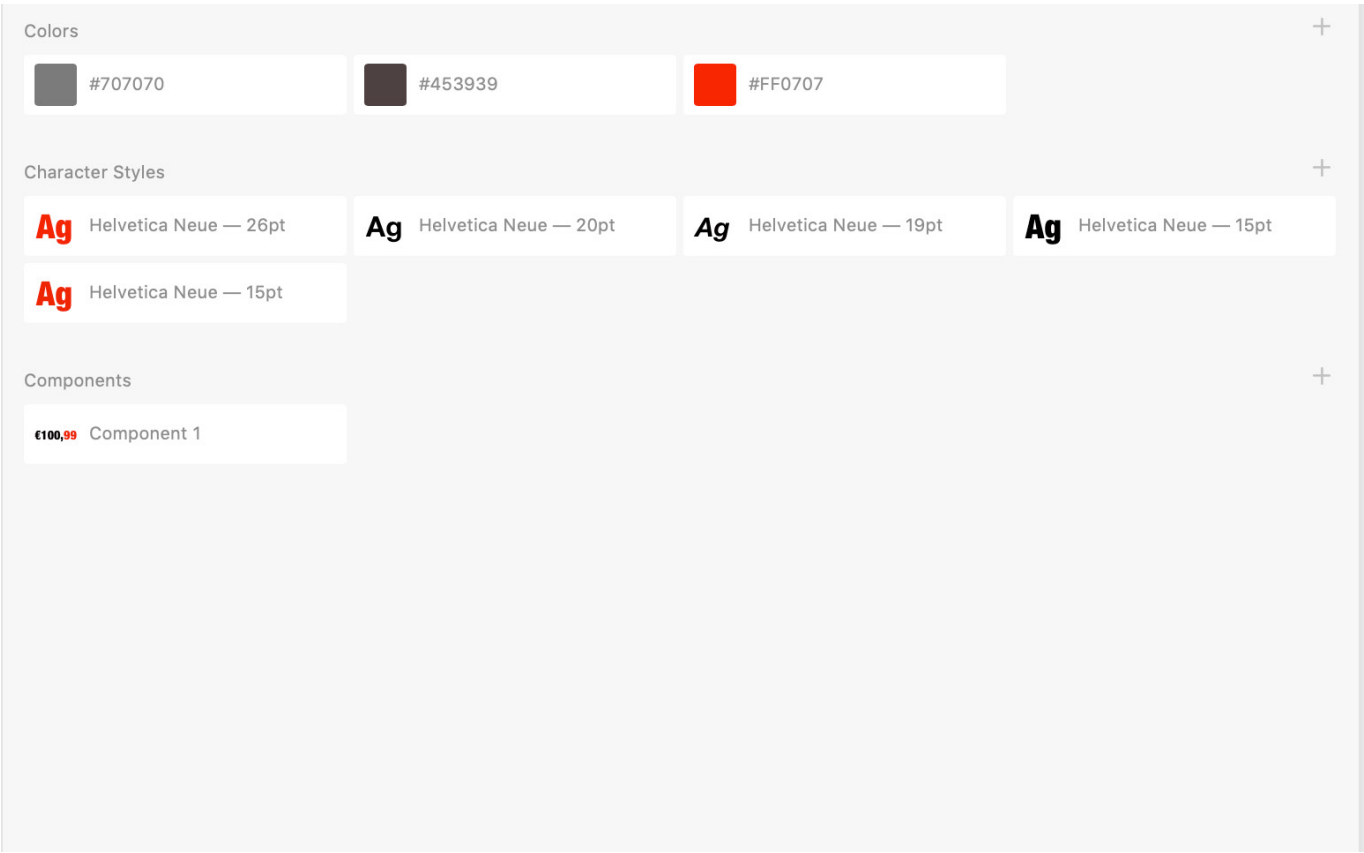 Colors
#707070 #453939 #FF0707
Character Styles
Ag Helvetica Neue — 26pt Ag Helvetica Neue — 20pt Ag Helvetica Neue — 19pt Ag Helvetica Neue — 15pt
Ag Helvetica Neue — 15pt
Components
€100,99 Component 1